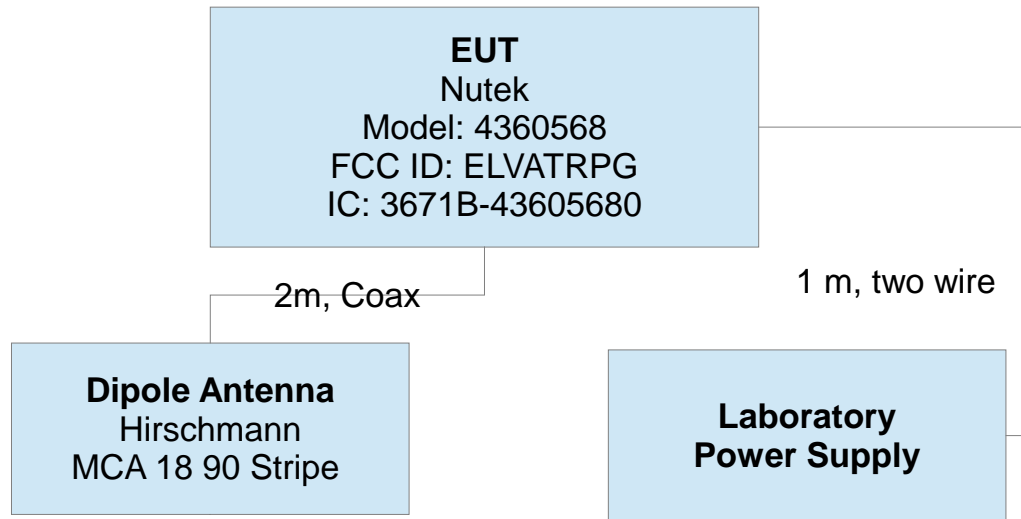 EUT
Nutek
Model: 4360568
FCC ID: ELVATRPG
IC: 3671B-43605680
2m, Coax
1 m, two wire
Dipole Antenna
Hirschmann
MCA 18 90 Stripe
Laboratory
Power Supply